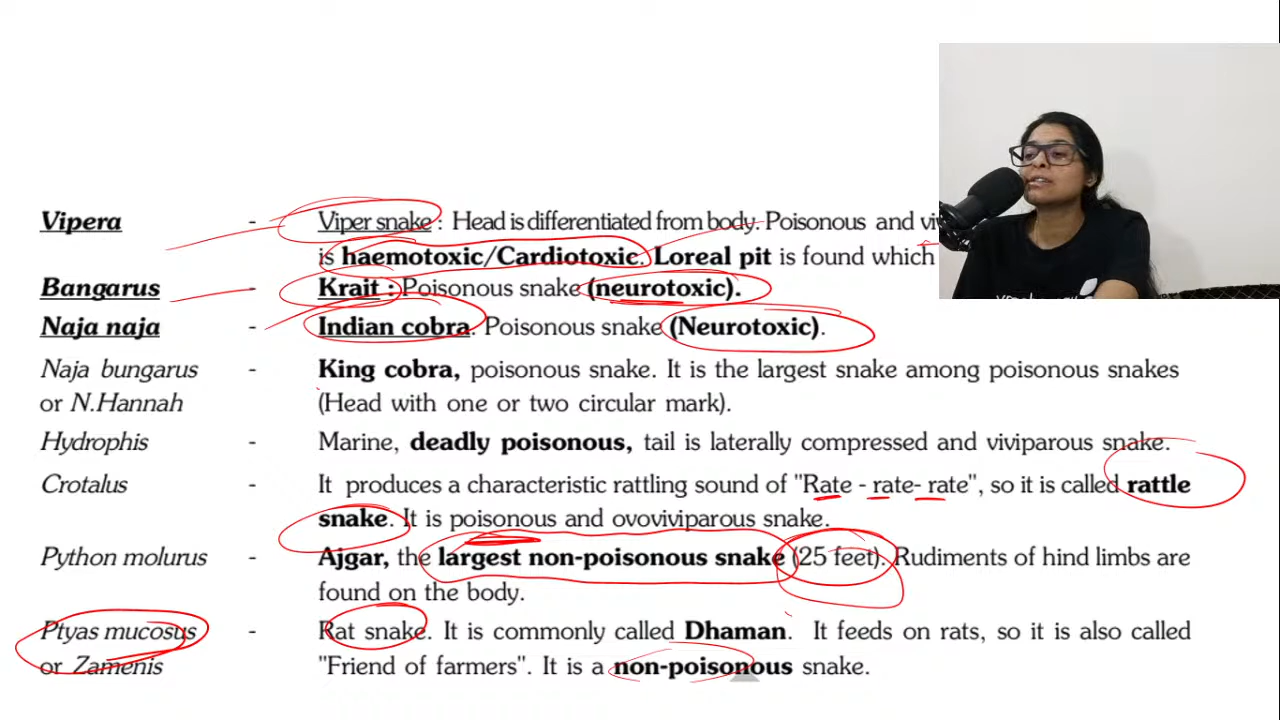 Vipera - Viper snake : Head is differentiated from body. Poisonous and
is haemotoxic/Cardiotoxic. Loreal pit is found which
Bangarus - Krait : Poisonous snake (neurotoxic).
Naja naja - Indian cobra. Poisonous snake (Neurotoxic).
Naja bungarus - King cobra, poisonous snake. It is the largest snake among poisonous snakes
or N.Hannah (Head with one or two circular mark).
Hydrophis - Marine, deadly poisonous, tail is laterally compressed and viviparous snake.
Crotalus - It produces a characteristic rattling sound of "Rate - rate- rate", so it is called rattle
snake. It is poisonous and ovoviviparous snake.
Python molurus - Ajgar, the largest non-poisonous snake (25 feet). Rudiments of hind limbs are
found on the body.
Ptyas mucosus - Rat snake. It is commonly called Dhaman. It feeds on rats, so it is also called
or Zamenis "Friend of farmers". It is a non-poisonous snake.